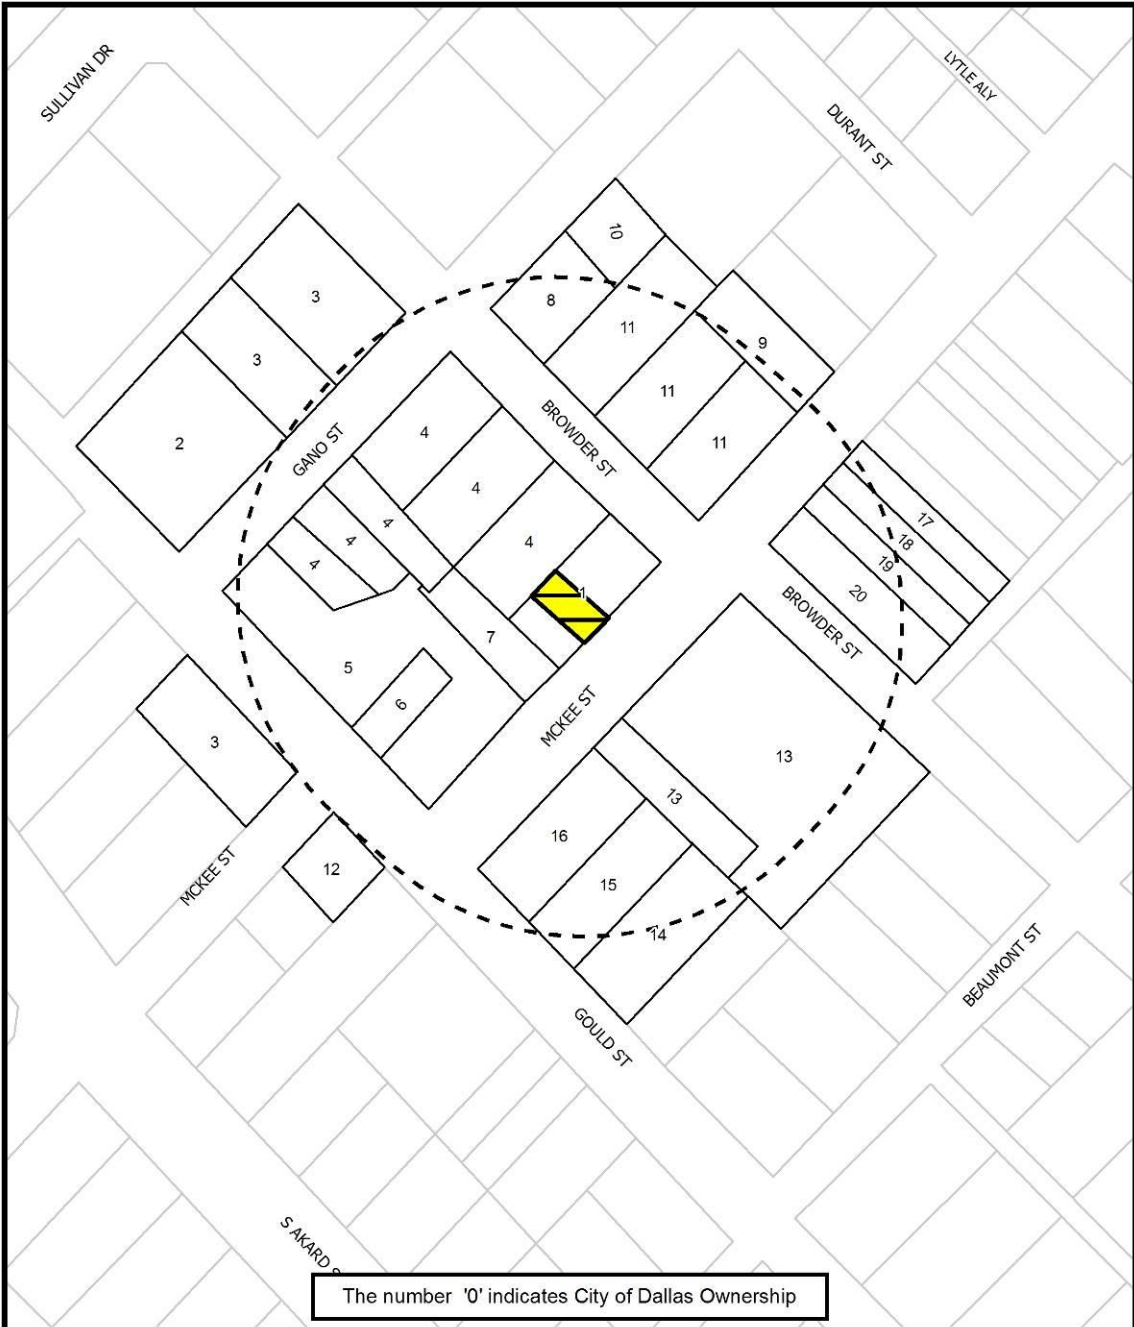 SULLIVAN DR
LYTLE ALY
DURANT ST
10
3
8
11
9
3
11
4
BROWDER ST
2
GANO ST
11
4
17
4
4
18
4
19
4
1
20
BROWDER ST
7
5
6
MCKEE ST
3
13
13
16
MCKEE ST
12
15
14
BEAUMONT ST
GOULD ST
S AKARD S
The number '0' indicates City of Dallas Ownership